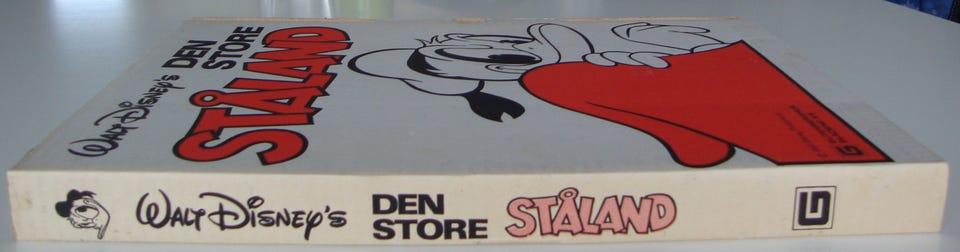 WALT DISNEY'S
DEN
STORE
STÅLAND
WALT DISNEY'S
DEN
STORE
STÅLAND
G